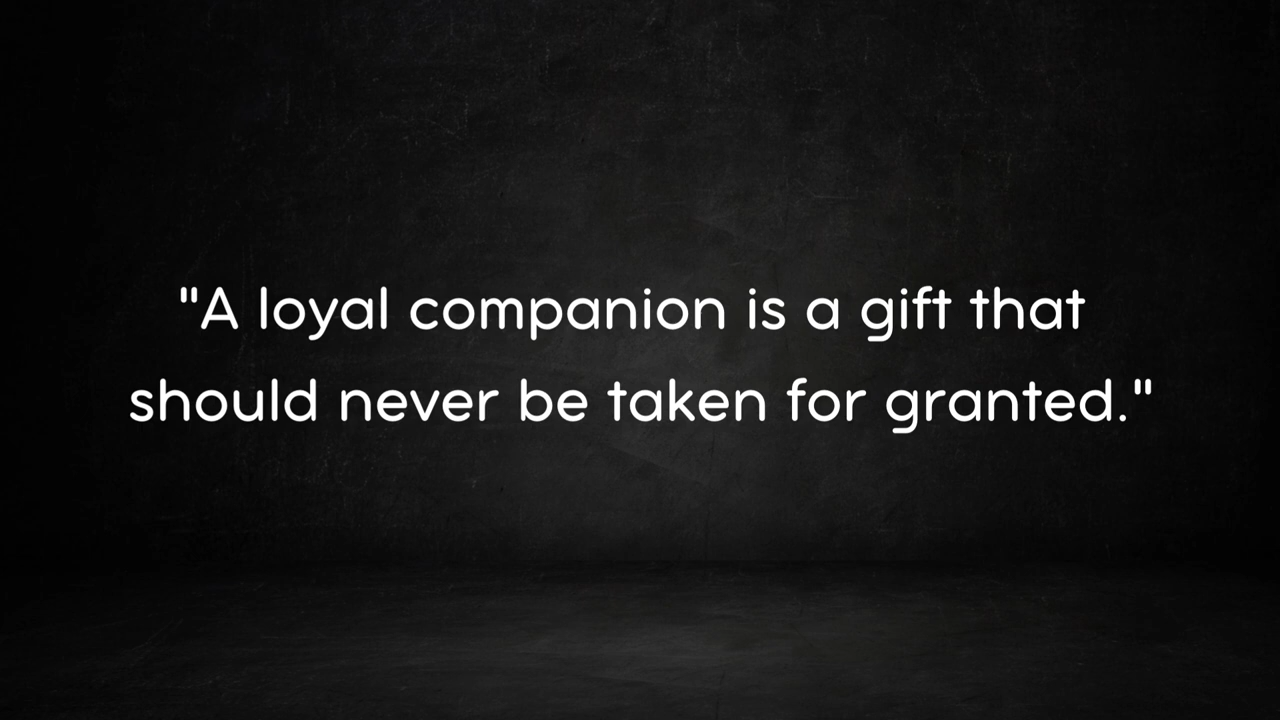 "A loyal companion is a gift that
should never be taken for granted."